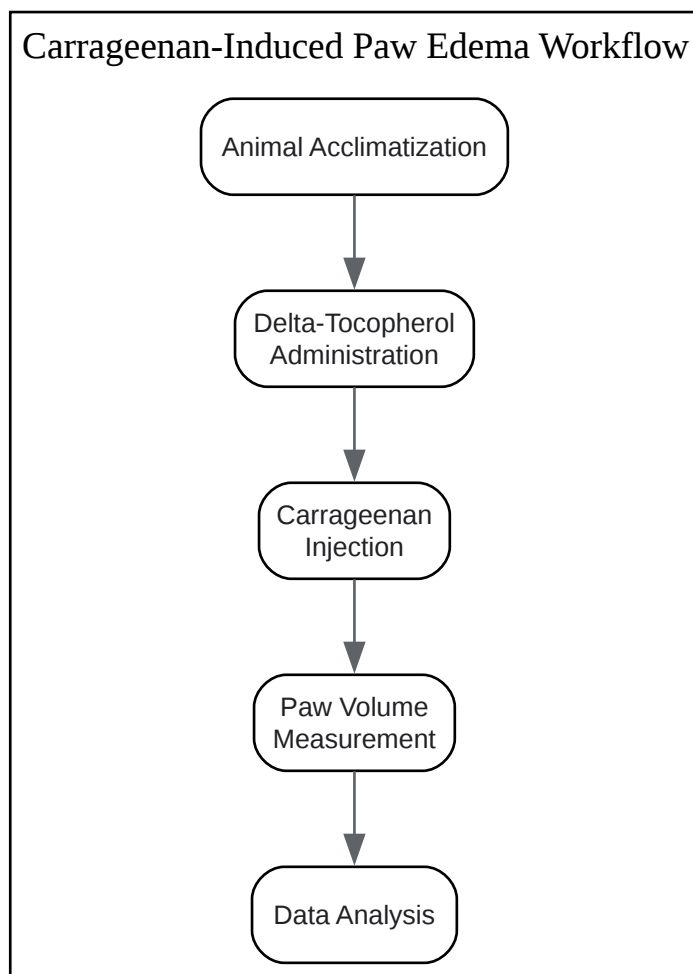 Carrageenan-Induced Paw Edema Workflow
Animal Acclimatization
Delta-Tocopherol
Administration
Carrageenan
Injection
Paw Volume
Measurement
Data Analysis